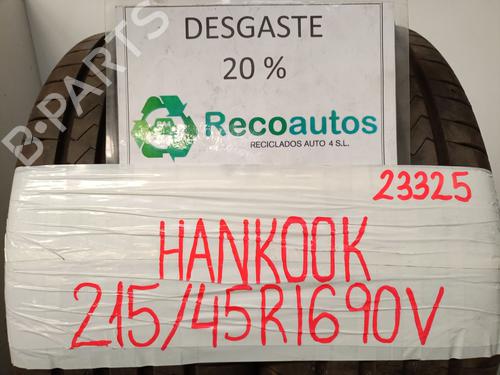 DESGASTE
20 %
B-PARTS
Recoautos
RECICLADOS AUTO 4 S.L.
23325
HANKOOK
215/45R1690V